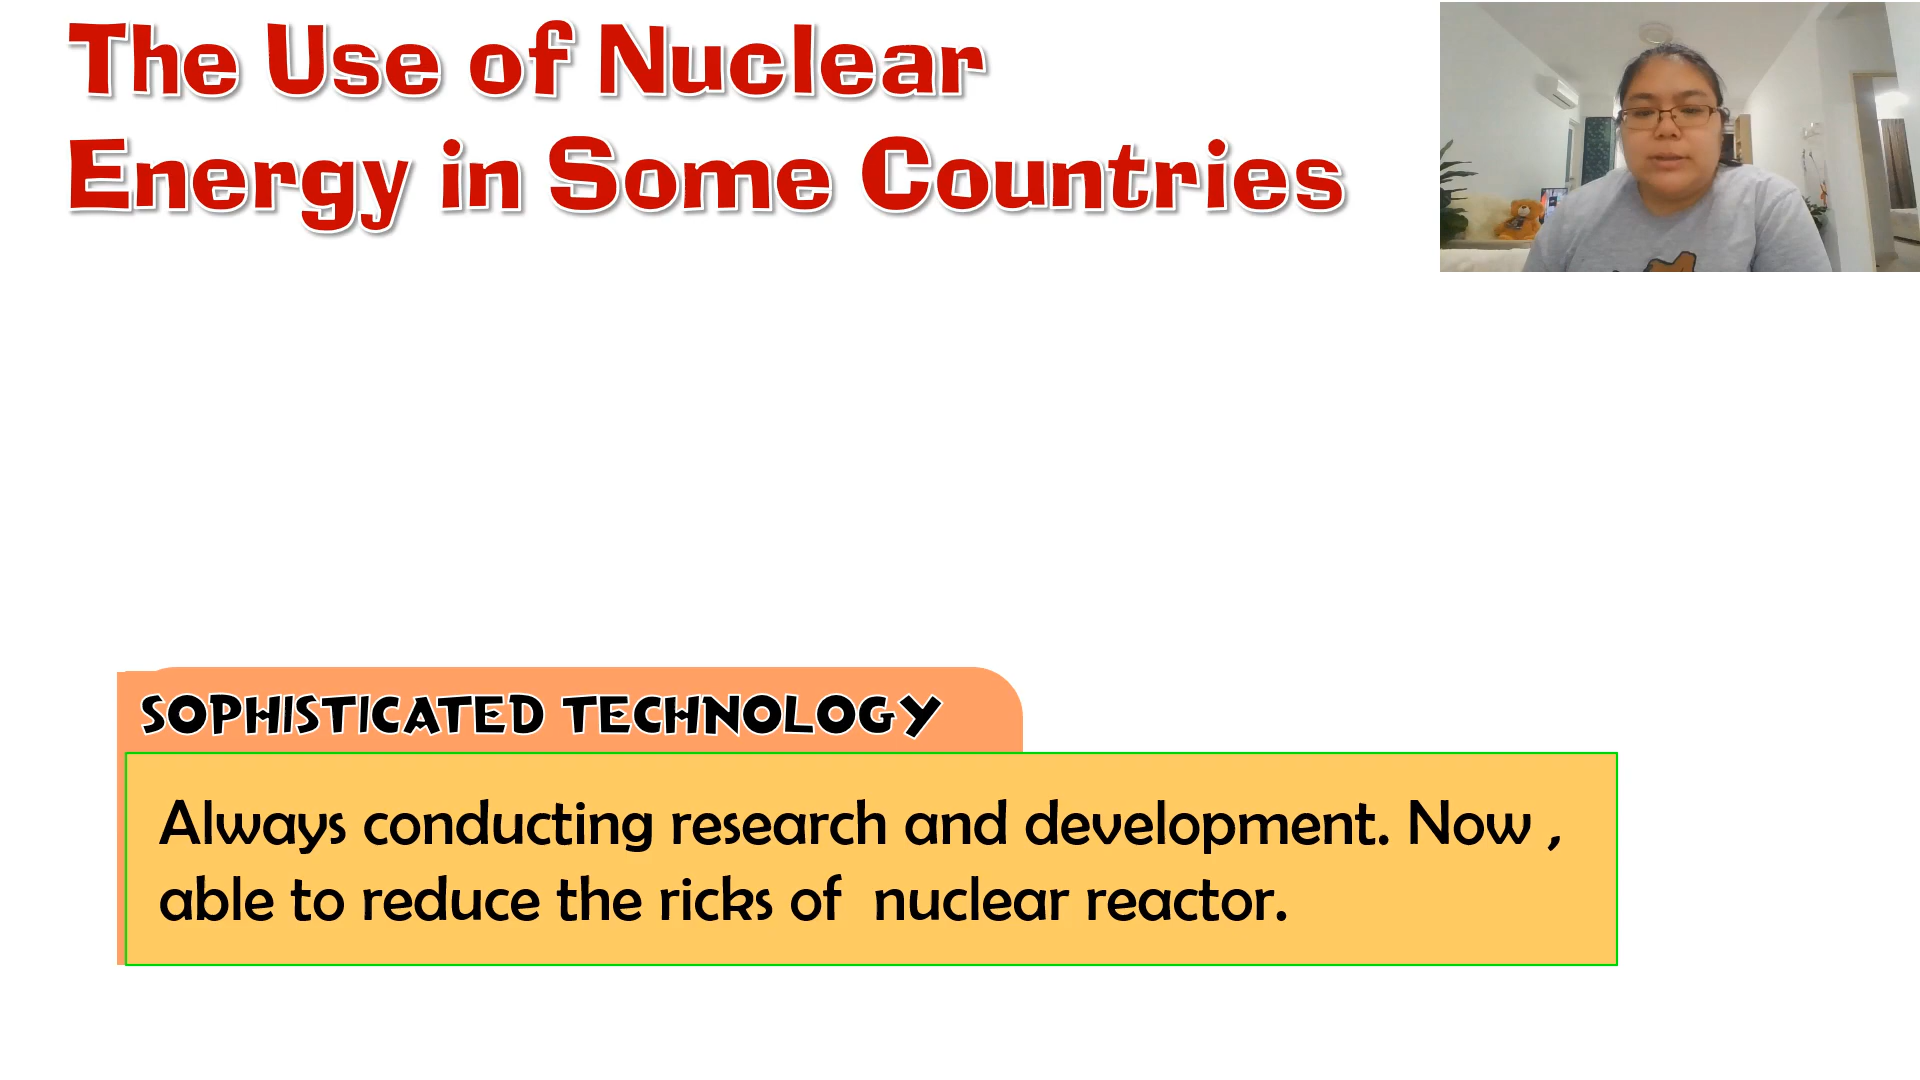 The Use of Nuclear
Energy in Some Countries
SOPHISTICATED TECHNOLOGY
Always conducting research and development. Now ,
able to reduce the ricks of nuclear reactor.